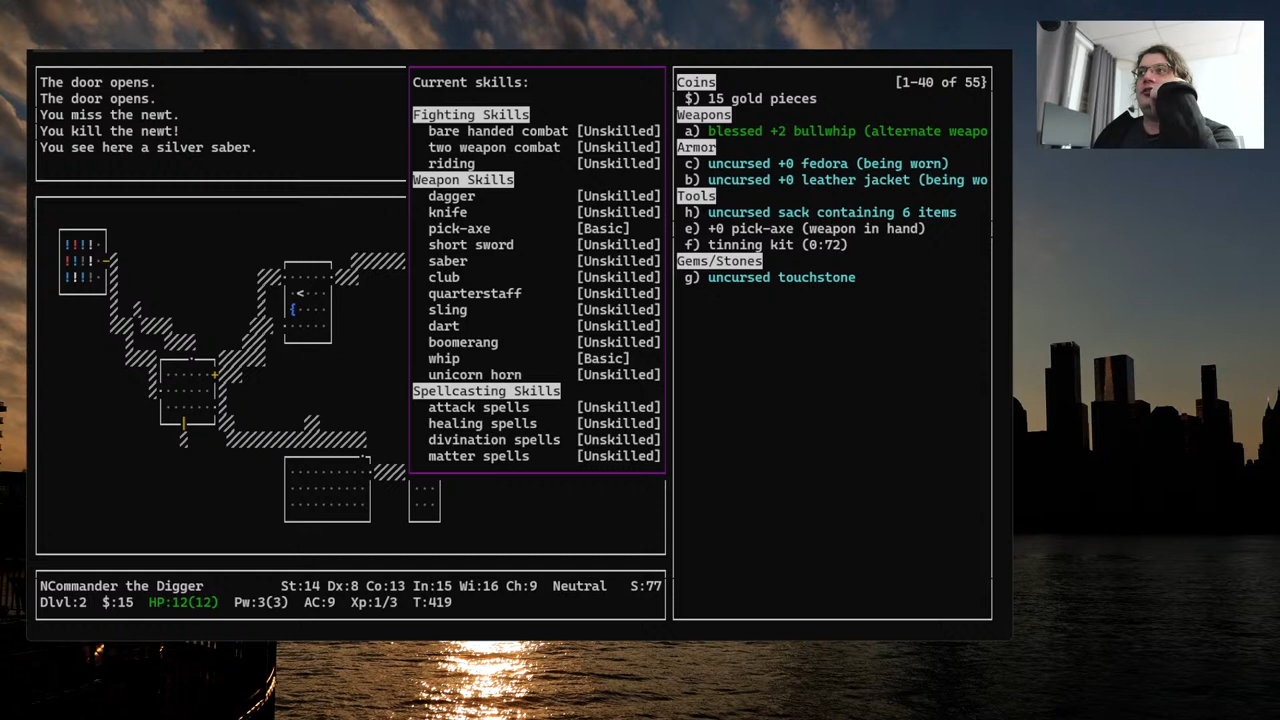 The door opens.
The door opens.
You miss the newt.
You kill the newt!
You see here a silver saber.
Current skills:
Fighting Skills
bare handed combat [Unskilled]
two weapon combat [Unskilled]
riding [Unskilled]
Weapon Skills
dagger [Unskilled]
knife [Unskilled]
pick-axe [Basic]
short sword [Unskilled]
saber [Unskilled]
club [Unskilled]
quarterstaff [Unskilled]
sling [Unskilled]
dart [Unskilled]
boomerang [Unskilled]
whip [Basic]
unicorn horn [Unskilled]
Spellcasting Skills
attack spells [Unskilled]
healing spells [Unskilled]
divination spells [Unskilled]
matter spells [Unskilled]
Coins [1-40 of 55}
$) 15 gold pieces
Weapons
a) blessed +2 bullwhip (alternate weapo
Armor
c) uncursed +0 fedora (being worn)
b) uncursed +0 leather jacket (being wo
Tools
h) uncursed sack containing 6 items
e) +0 pick-axe (weapon in hand)
f) tinning kit (0:72)
Gems/Stones
g) uncursed touchstone
NCommander the Digger St:14 Dx:8 Co:13 In:15 Wi:16 Ch:9 Neutral S:77
Dlvl:2 $:15 HP:12(12) Pw:3(3) AC:9 Xp:1/3 T:419